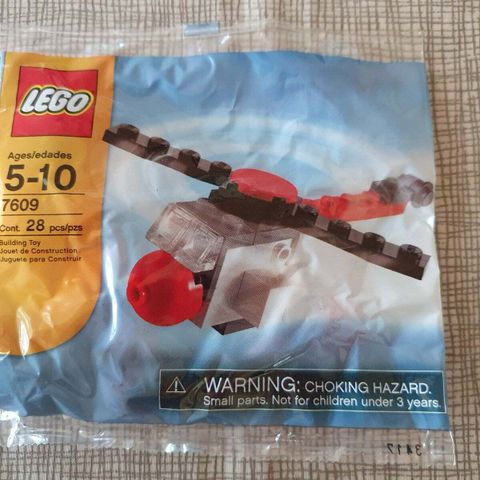 LEGO
Ages/edades
5-10
7609
Cont. 28 pcs/pzs
Building Toy
Jouet de Construction
Juguete para Construir
WARNING: CHOKING HAZARD.
Small parts. Not for children under 3 years.
3417